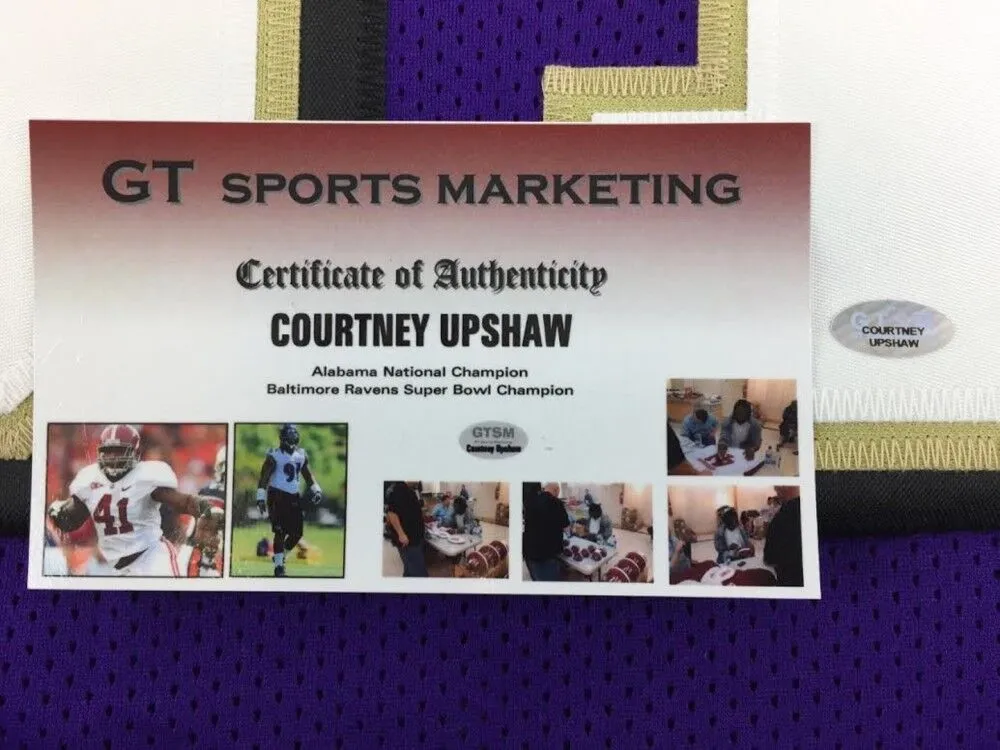 GT SPORTS MARKETING
Certificate of Authenticity
COURTNEY UPSHAW
Alabama National Champion
Baltimore Ravens Super Bowl Champion
GTSM
Courtney Upshaw
41
91
COURTNEY
UPSHAW